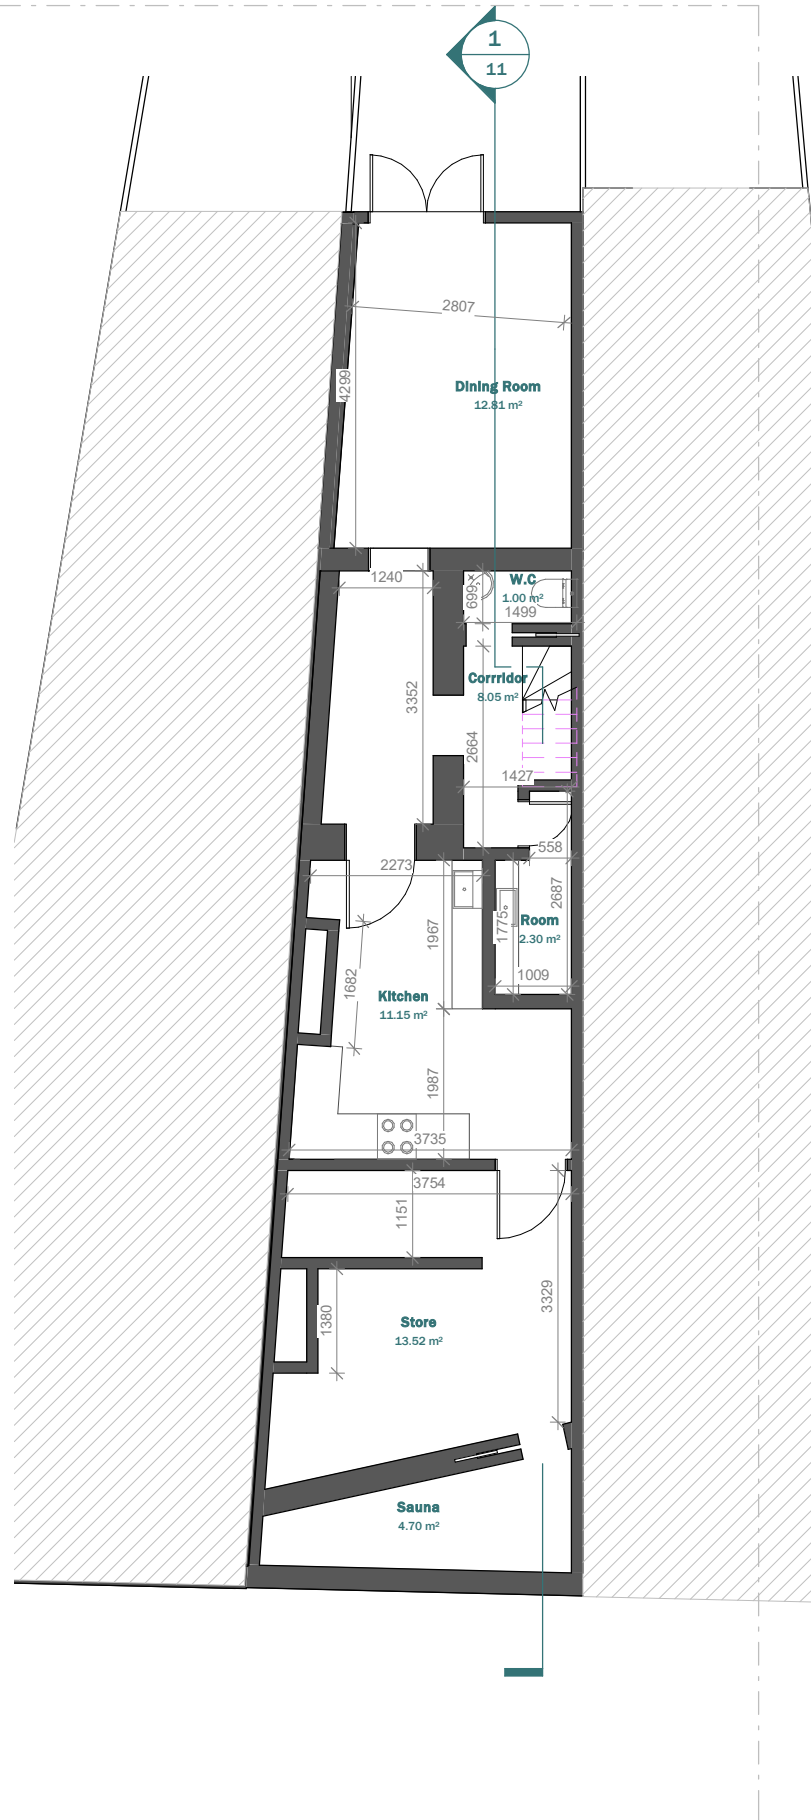 1
11
2807
4299
Dining Room
12.81 m²
1240
699
W.C
1.00 m²
1499
3352
Corrridor
8.05 m²
2664
1427
558
2273
2687
1967
1775
Room
2.30 m²
1009
1682
Kitchen
11.15 m²
1987
3735
3754
1151
3329
1380
Store
13.52 m²
Sauna
4.70 m²